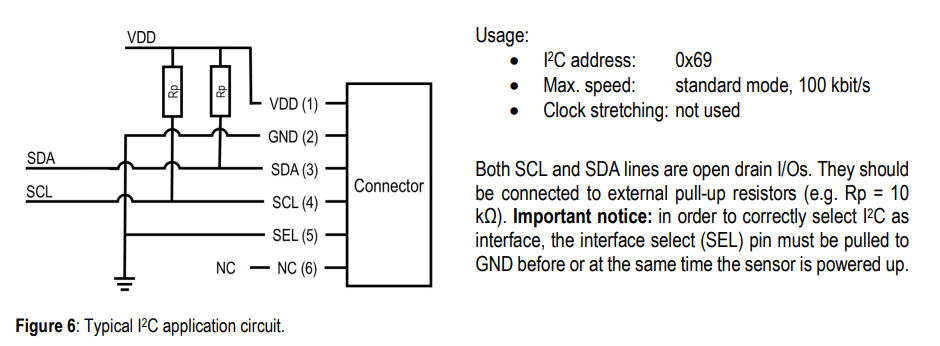 VDD
Rp
Rp
VDD (1)
GND (2)
SDA
SDA (3)
SCL
SCL (4)
Connector
SEL (5)
NC
NC (6)
Figure 6: Typical I²C application circuit.
Usage:
• I²C address: 0x69
• Max. speed: standard mode, 100 kbit/s
• Clock stretching: not used
Both SCL and SDA lines are open drain I/Os. They should
be connected to external pull-up resistors (e.g. Rp = 10
kΩ). Important notice: in order to correctly select I²C as
interface, the interface select (SEL) pin must be pulled to
GND before or at the same time the sensor is powered up.